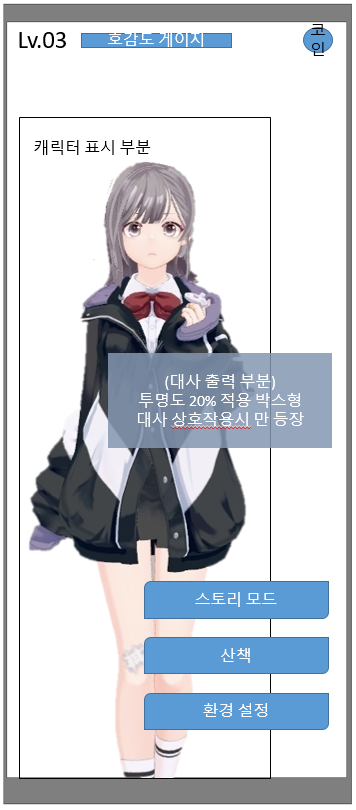 Lv.03
호감도 게이지
코
인
캐릭터 표시 부분
(대사 출력 부분)
투명도 20% 적용 박스형
대사 상호작용시 만 등장
스토리 모드
산책
환경 설정